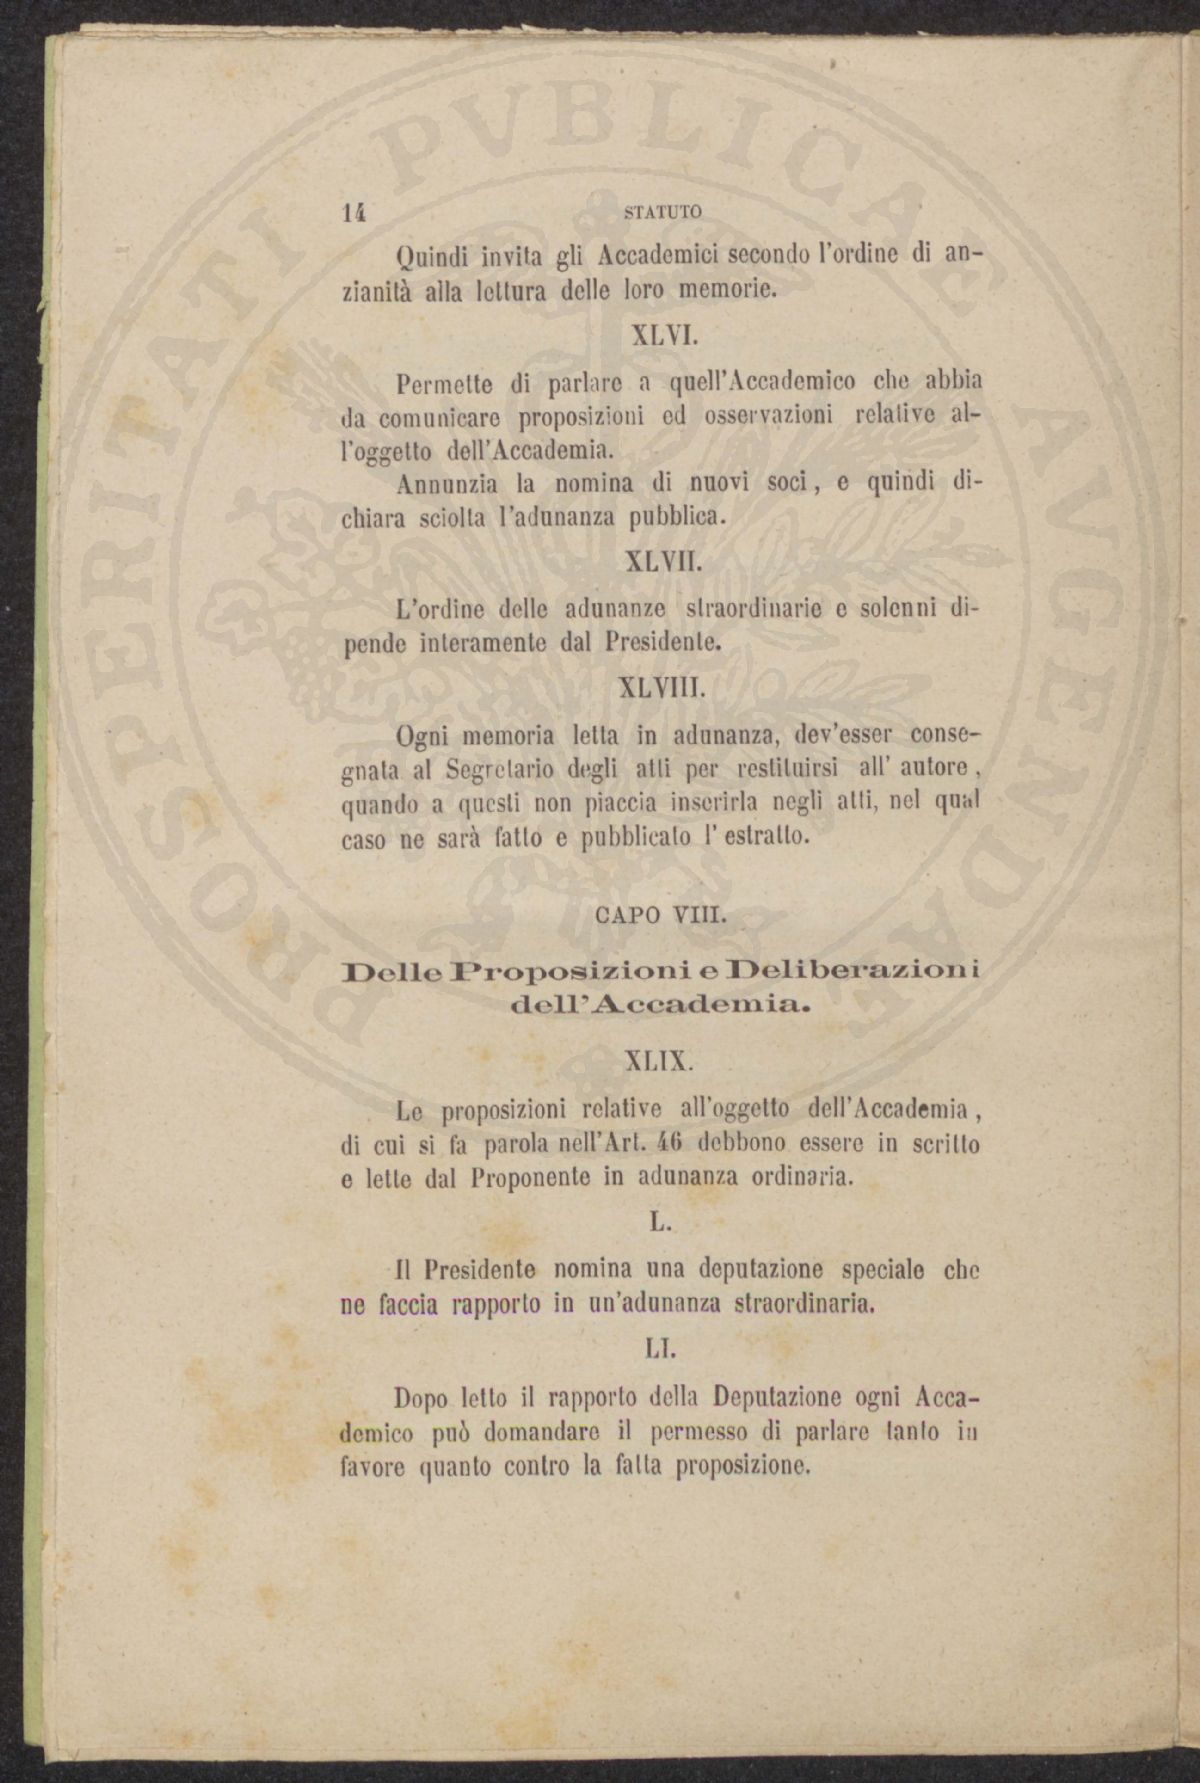 PROSPERITATI PVBLICAE AVGENDAE
14 STATUTO
Quindi invita gli Accademici secondo l'ordine di an-
zianità alla lettura delle loro memorie.
XLVI.
Permette di parlare a quell'Accademico che abbia
da comunicare proposizioni ed osservazioni relative al-
l'oggetto dell'Accademia.
Annunzia la nomina di nuovi soci, e quindi di-
chiara sciolta l'adunanza pubblica.
XLVII.
L'ordine delle adunanze straordinarie e solenni di-
pende interamente dal Presidente.
XLVIII.
Ogni memoria letta in adunanza, dev'esser conse-
gnata al Segretario degli atti per restituirsi all' autore,
quando a questi non piaccia inserirla negli atti, nel qual
caso ne sarà fatto e pubblicato l' estratto.
CAPO VIII.
Delle Proposizioni e Deliberazioni
dell'Accademia.
XLIX.
Le proposizioni relative all'oggetto dell'Accademia,
di cui si fa parola nell'Art. 46 debbono essere in scritto
e lette dal Proponente in adunanza ordinaria.
L.
Il Presidente nomina una deputazione speciale che
ne faccia rapporto in un'adunanza straordinaria.
LI.
Dopo letto il rapporto della Deputazione ogni Acca-
demico può domandare il permesso di parlare tanto in
favore quanto contro la fatta proposizione.